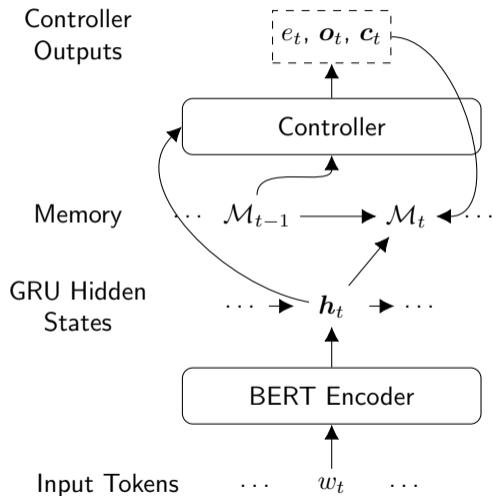 Controller
Outputs
e_t, o_t, c_t
Controller
Memory
··· M_{t−1} M_t ···
GRU Hidden
States
··· h_t ···
BERT Encoder
Input Tokens ··· w_t ···